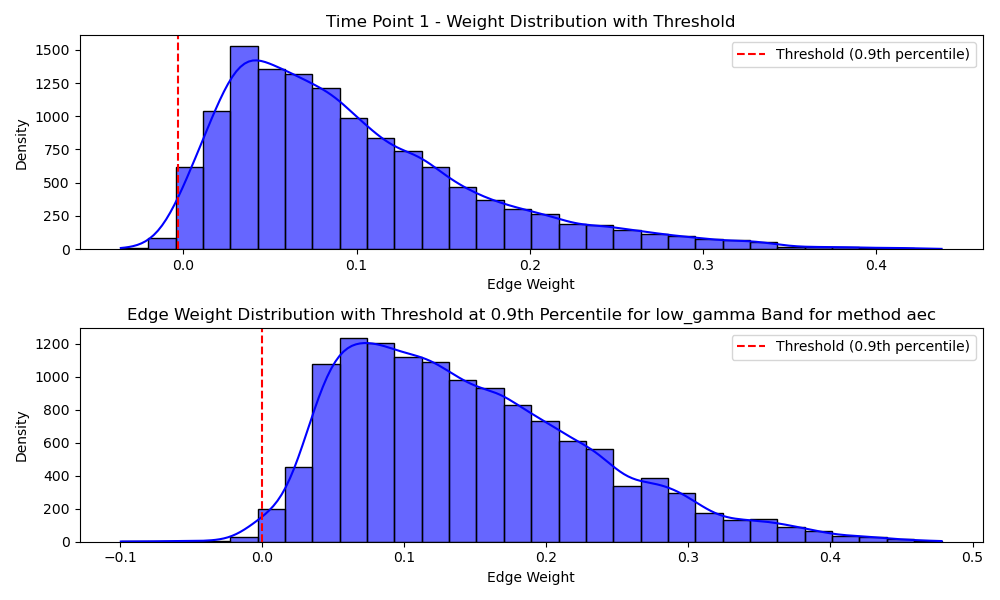 Time Point 1 - Weight Distribution with Threshold
Threshold (0.9th percentile)
Density
1500
1250
1000
750
500
250
0
0.0 0.1 0.2 0.3 0.4
Edge Weight
Edge Weight Distribution with Threshold at 0.9th Percentile for low_gamma Band for method aec
Threshold (0.9th percentile)
Density
1200
1000
800
600
400
200
0
−0.1 0.0 0.1 0.2 0.3 0.4 0.5
Edge Weight